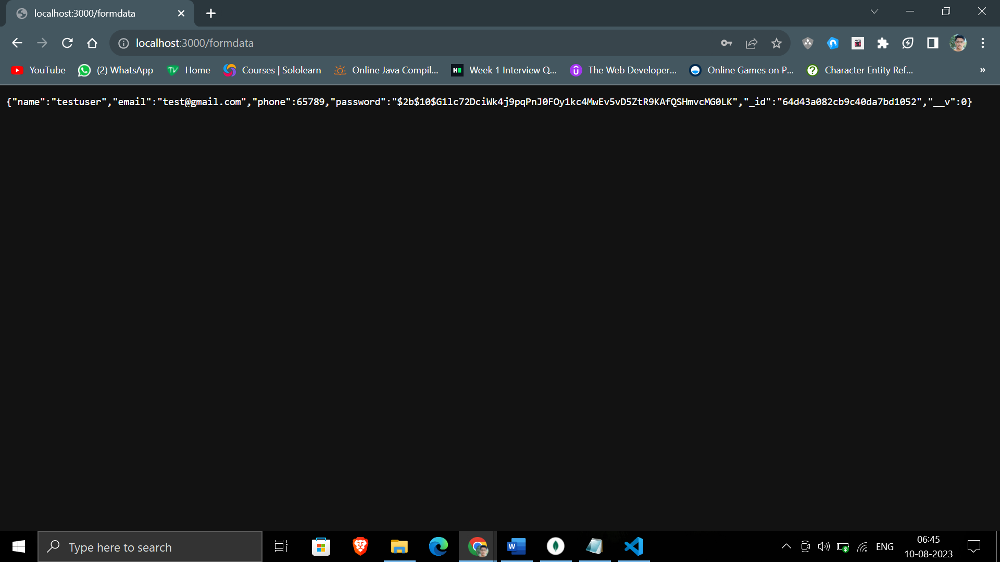 localhost:3000/formdata
localhost:3000/formdata
YouTube (2) WhatsApp Home Courses | Sololearn Online Java Compil... Week 1 Interview Q... The Web Developer... Online Games on P... Character Entity Ref... »
{"name":"testuser","email":"test@gmail.com","phone":65789,"password":"$2b$10$G1lc72DciWk4j9pqPnJ0FOy1kc4MwEv5vD5ZtR9KAfQSHmvcMG0LK","_id":"64d43a082cb9c40da7bd1052","__v":0}
Type here to search
ENG
06:45
10-08-2023